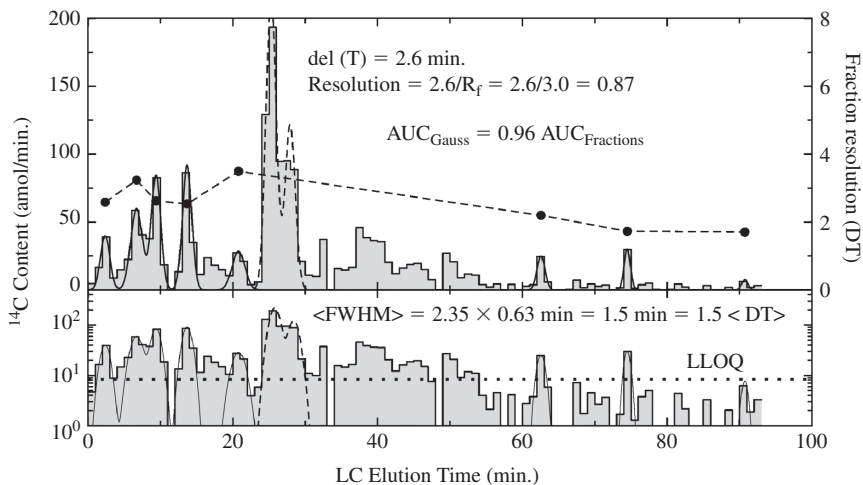 200
150
100
50
0
10²
10¹
10⁰
¹⁴C Content (amol/min.)
del (T) = 2.6 min.
Resolution = 2.6/R_f = 2.6/3.0 = 0.87
AUC_Gauss = 0.96 AUC_Fractions
8
6
4
2
0
Fraction resolution (DT)
<FWHM> = 2.35 × 0.63 min = 1.5 min = 1.5 < DT>
LLOQ
0 20 40 60 80 100
LC Elution Time (min.)